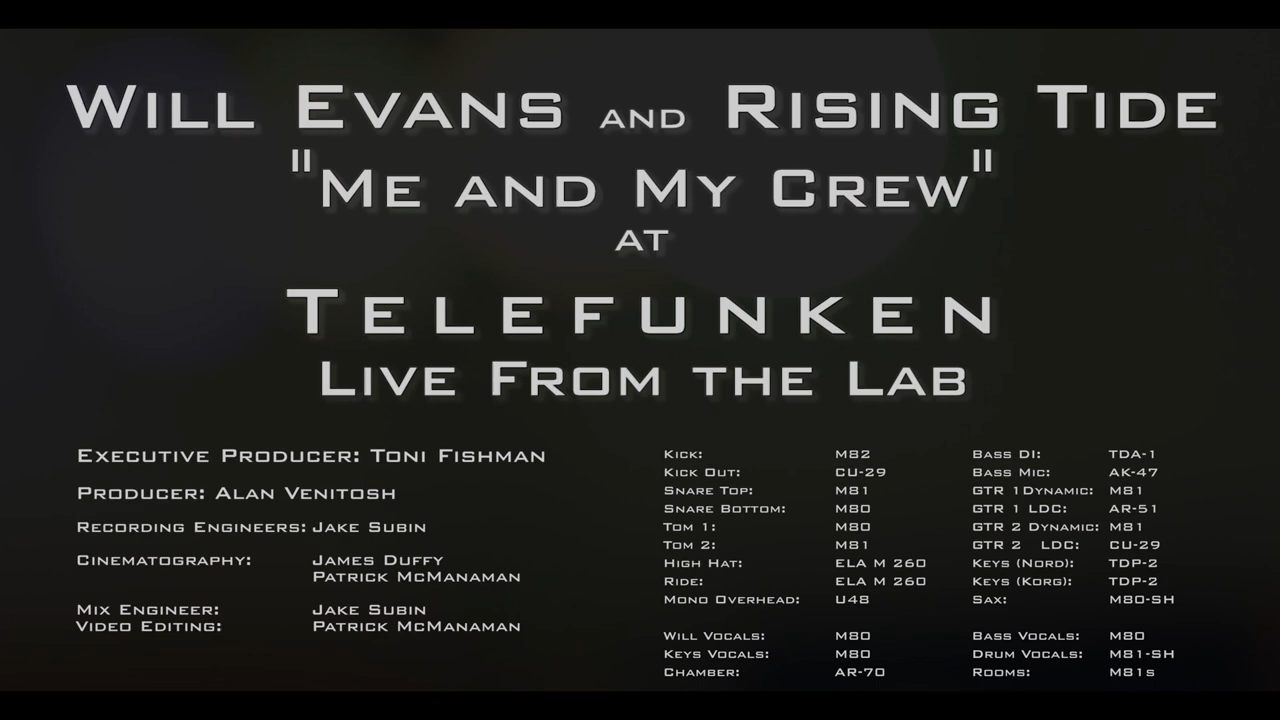 Will Evans and Rising Tide
"Me and My Crew"
at
Telefunken
Live From the Lab
Executive Producer: Toni Fishman
Producer: Alan Venitosh
Recording Engineers: Jake Subin
Cinematography: James Duffy
Patrick McManaman
Mix Engineer: Jake Subin
Video Editing: Patrick McManaman
Kick: M82
Kick Out: CU-29
Snare Top: M81
Snare Bottom: M80
Tom 1: M80
Tom 2: M81
High Hat: ELA M 260
Ride: ELA M 260
Mono Overhead: U48
Will Vocals: M80
Keys Vocals: M80
Chamber: AR-70
Bass DI: TDA-1
Bass Mic: AK-47
GTR 1 Dynamic: M81
GTR 1 LDC: AR-51
GTR 2 Dynamic: M81
GTR 2 LDC: CU-29
Keys (Nord): TDP-2
Keys (Korg): TDP-2
Sax: M80-SH
Bass Vocals: M80
Drum Vocals: M81-SH
Rooms: M81s